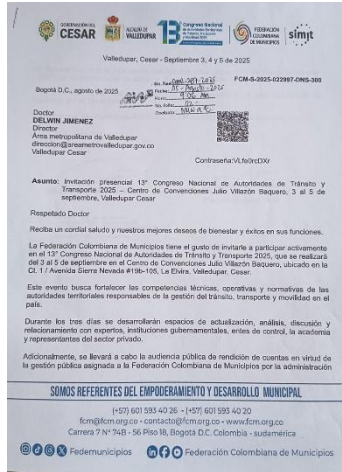 GOBERNACIÓN DEL
CESAR
ALCALDÍA DE
VALLEDUPAR
13°
Congreso Nacional
FEDERACIÓN
COLOMBIANA
DE MUNICIPIOS
simit
Valledupar, Cesar - Septiembre 3, 4 y 5 de 2025
FCM-S-2025-022997-DNS-300
Bogotá D.C., agosto de 2025
Doctor
DELWIN JIMENEZ
Director
Área metropolitana de Valledupar
direccion@areametrovalledupar.gov.co
Valledupar Cesar
Asunto: Invitación presencial 13° Congreso Nacional de Autoridades de Tránsito y
Transporte 2025 – Centro de Convenciones Julio Villazón Baquero, 3 al 5 de
septiembre, Valledupar Cesar
Respetado Doctor
Reciba un cordial saludo y nuestros mejores deseos de bienestar y éxitos en sus funciones.
La Federación Colombiana de Municipios tiene el gusto de invitarle a participar activamente
en el 13° Congreso Nacional de Autoridades de Tránsito y Transporte 2025, que se realizará
del 3 al 5 de septiembre en el Centro de Convenciones Julio Villazón Baquero, ubicado en la
Cl. 1 / Avenida Sierra Nevada #19b-105, La Elvira, Valledupar, Cesar.
Este evento busca fortalecer las competencias técnicas, operativas y normativas de las
autoridades territoriales responsables de la gestión del tránsito, transporte y movilidad en el
país.
Durante los tres días se desarrollarán espacios de actualización, análisis, discusión y
relacionamiento con expertos, instituciones gubernamentales, entes de control, la academia
y representantes del sector privado.
Adicionalmente, se llevará a cabo la audiencia pública de rendición de cuentas en virtud de
la gestión pública asignada a la Federación Colombiana de Municipios por la administración
SOMOS REFERENTES DEL EMPODERAMIENTO Y DESARROLLO MUNICIPAL
(+57) 601 593 40 26 - (+57) 601 593 40 20
fcm@fcm.org.co - contacto@fcm.org.co - www.fcm.org.co
Carrera 7 N° 74B - 56 Piso 18, Bogotá D.C. Colombia - sudamérica
Fedemunicipios
Federación Colombiana de Municipios